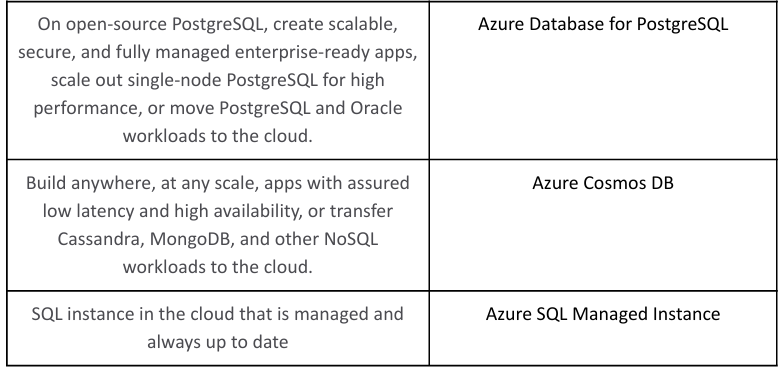 On open-source PostgreSQL, create scalable,
secure, and fully managed enterprise-ready apps,
scale out single-node PostgreSQL for high
performance, or move PostgreSQL and Oracle
workloads to the cloud.
Azure Database for PostgreSQL
Build anywhere, at any scale, apps with assured
low latency and high availability, or transfer
Cassandra, MongoDB, and other NoSQL
workloads to the cloud.
Azure Cosmos DB
SQL instance in the cloud that is managed and
always up to date
Azure SQL Managed Instance